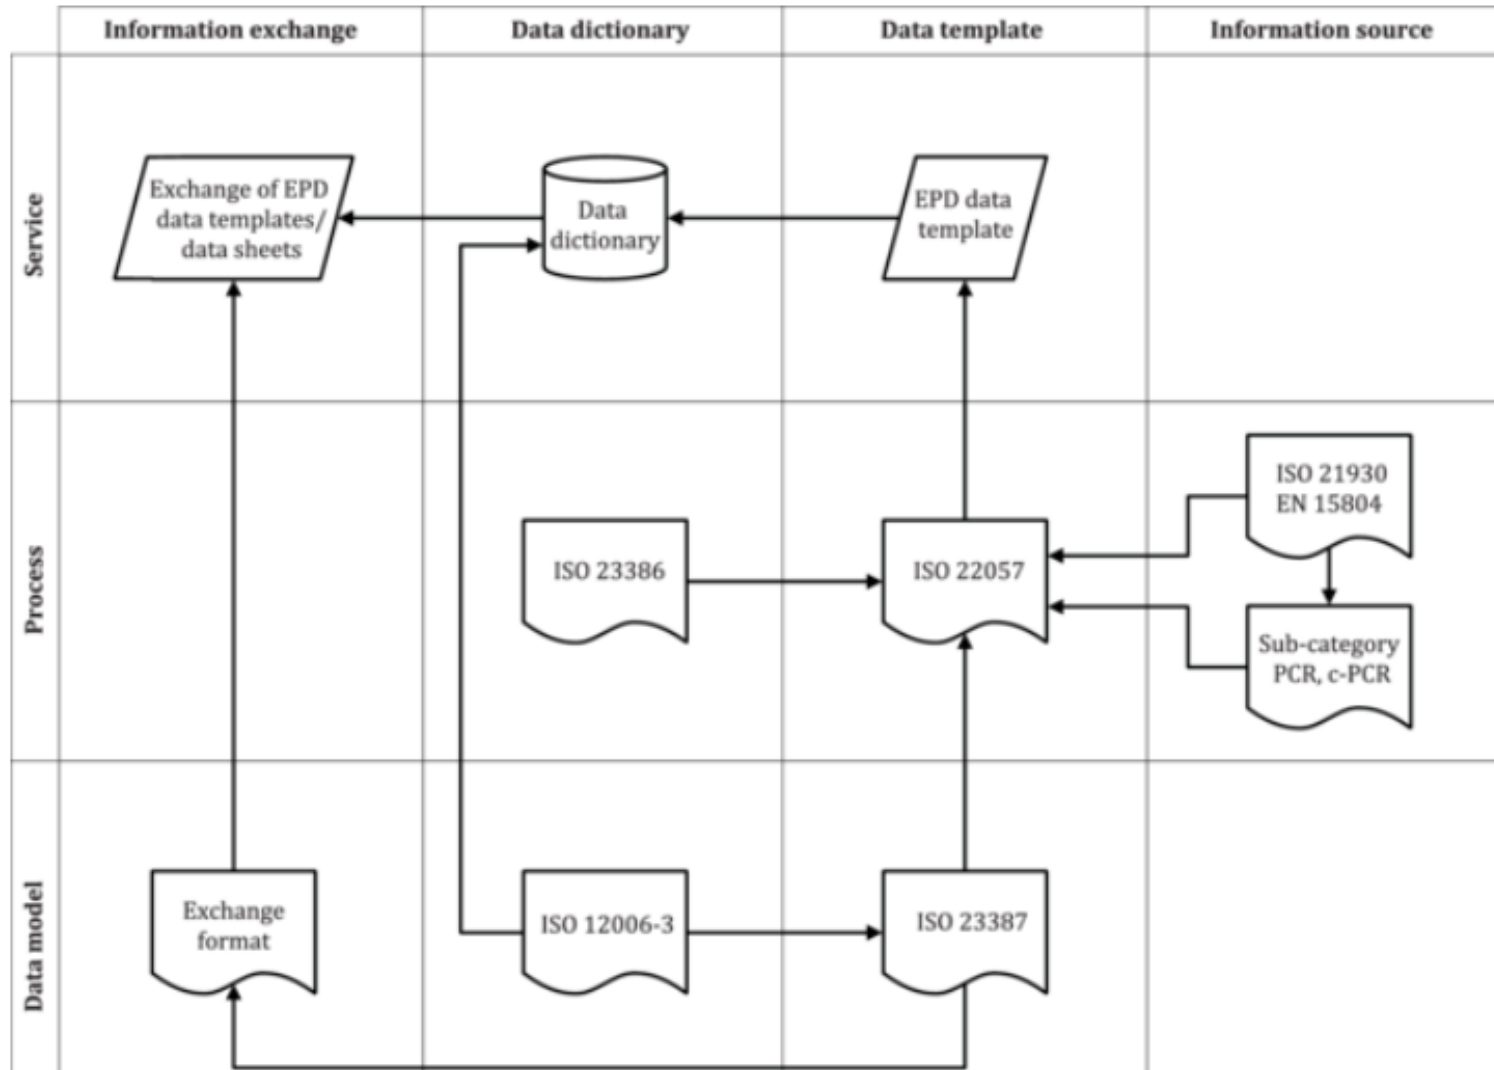 Information exchange
Data dictionary
Data template
Information source
Service
Exchange of EPD
data templates/
data sheets
Data
dictionary
EPD data
template
Process
ISO 23386
ISO 22057
ISO 21930
EN 15804
Sub-category
PCR, c-PCR
Data model
Exchange
format
ISO 12006-3
ISO 23387